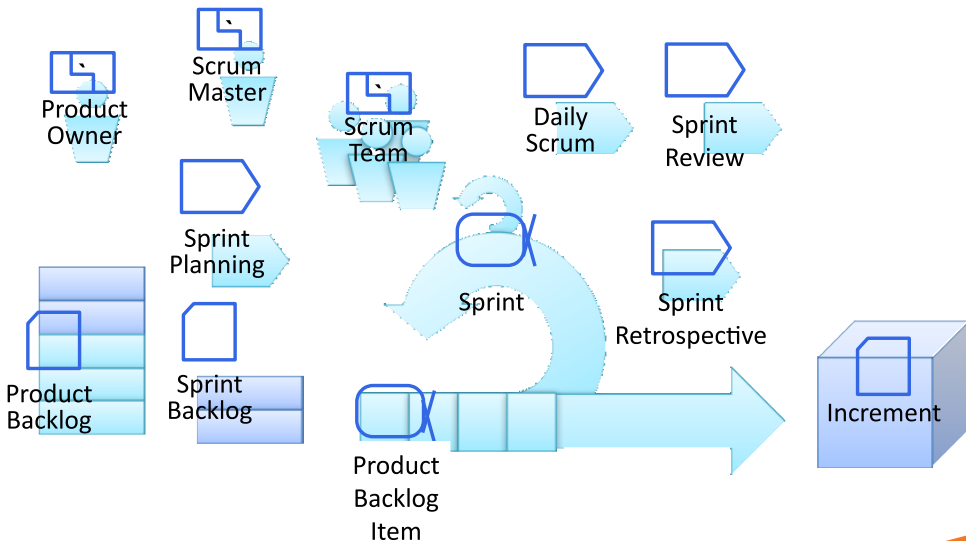 Scrum
Master
Product
Owner
Scrum
Team
Daily
Scrum
Sprint
Review
Sprint
Planning
Sprint
Sprint
Retrospective
Product
Backlog
Sprint
Backlog
Increment
Product
Backlog
Item